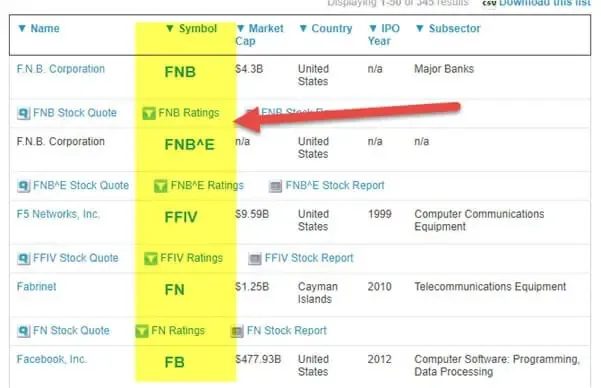 Displaying 1-50 of 345 results csv Download this list
▼ Name ▼ Symbol ▼ Market Cap ▼ Country ▼ IPO Year ▼ Subsector
F.N.B. Corporation FNB $4.3B United States n/a Major Banks
FNB Stock Quote FNB Ratings FNB Stock Report
F.N.B. Corporation FNB^E n/a United States n/a n/a
FNB^E Stock Quote FNB^E Ratings FNB^E Stock Report
F5 Networks, Inc. FFIV $9.59B United States 1999 Computer Communications Equipment
FFIV Stock Quote FFIV Ratings FFIV Stock Report
Fabrinet FN $1.25B Cayman Islands 2010 Telecommunications Equipment
FN Stock Quote FN Ratings FN Stock Report
Facebook, Inc. FB $477.93B United States 2012 Computer Software: Programming, Data Processing